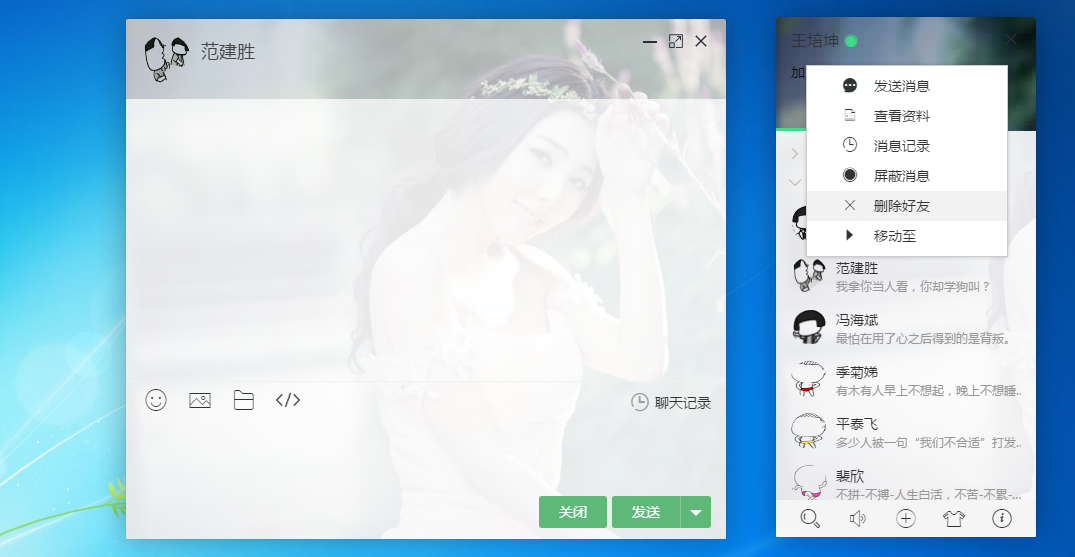 范建胜
</>
聊天记录
关闭
发送
王培坤
加
发送消息
查看资料
消息记录
屏蔽消息
删除好友
移动至
范建胜
我拿你当人看，你却学狗叫？
冯海斌
最怕在用了心之后得到的是背叛。
季菊娣
有木有人早上不想起，晚上不想睡..
平泰飞
多少人被一句“我们不合适”打发..
裴欣
不拼-不搏-人生白活，不苦-不累-...